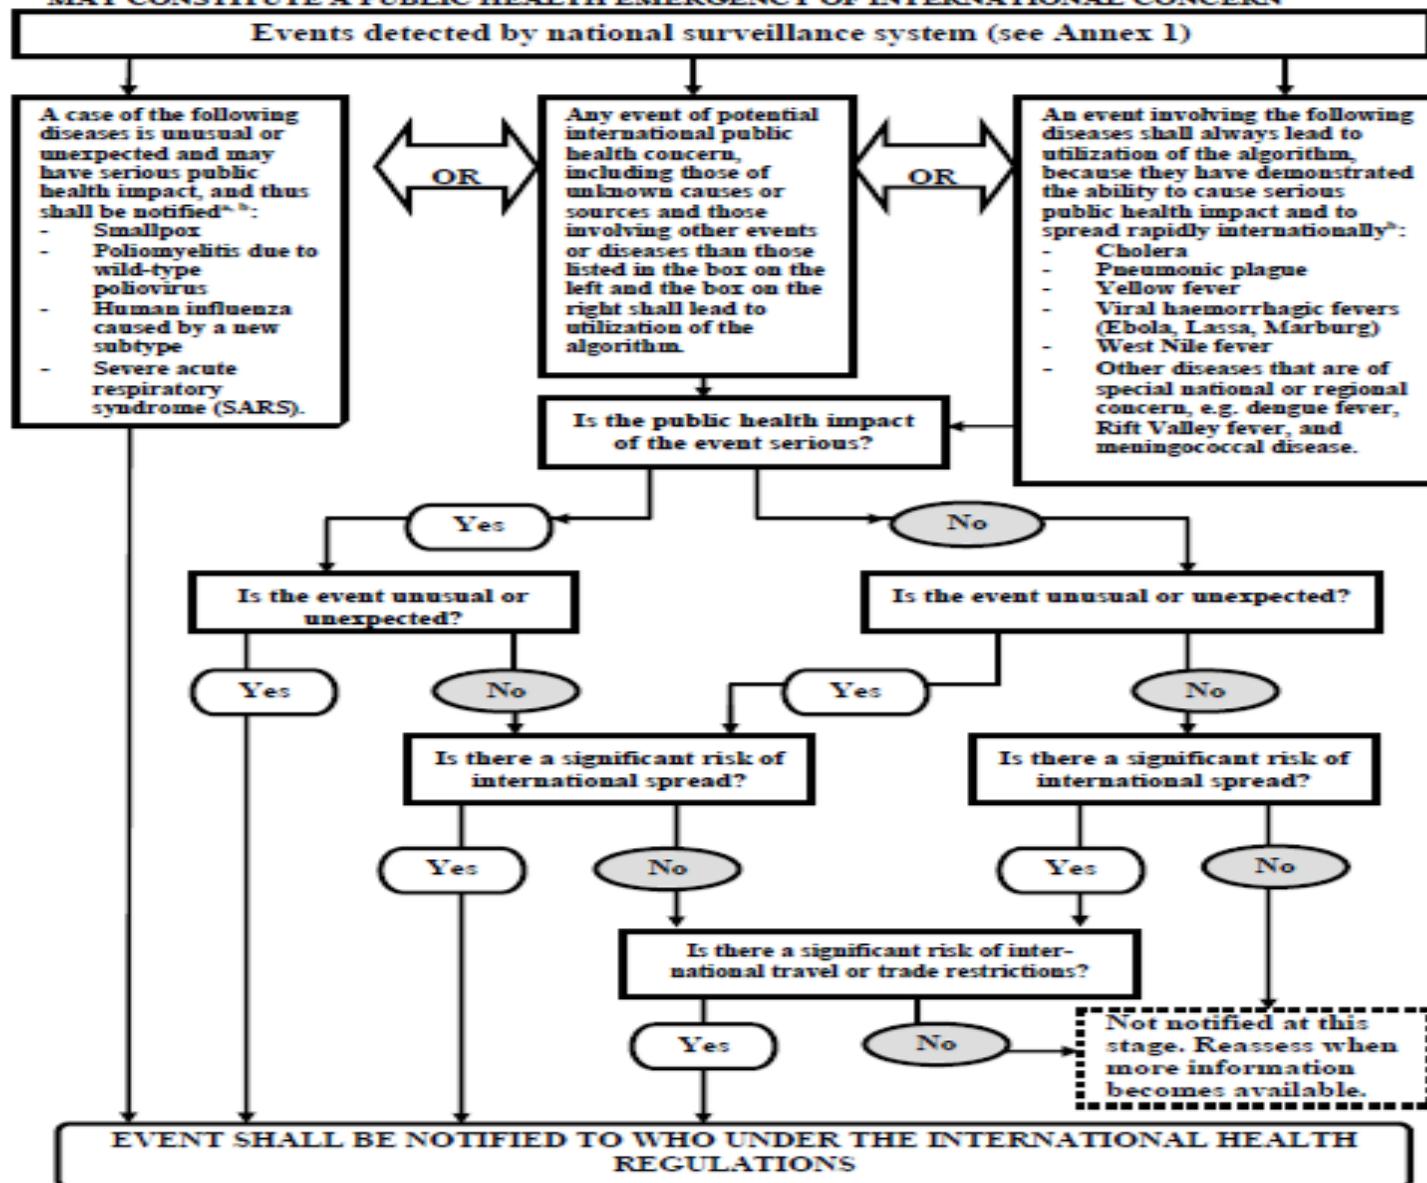 MAY CONSTITUTE A PUBLIC HEALTH EMERGENCY OF INTERNATIONAL CONCERN
Events detected by national surveillance system (see Annex 1)
A case of the following
diseases is unusual or
unexpected and may
have serious public
health impact, and thus
shall be notifiedᵃ, ᵇ:
- Smallpox
- Poliomyelitis due to
wild-type
poliovirus
- Human influenza
caused by a new
subtype
- Severe acute
respiratory
syndrome (SARS).
OR
Any event of potential
international public
health concern,
including those of
unknown causes or
sources and those
involving other events
or diseases than those
listed in the box on the
left and the box on the
right shall lead to
utilization of the
algorithm.
OR
An event involving the following
diseases shall always lead to
utilization of the algorithm,
because they have demonstrated
the ability to cause serious
public health impact and to
spread rapidly internationallyᵇ:
- Cholera
- Pneumonic plague
- Yellow fever
- Viral haemorrhagic fevers
(Ebola, Lassa, Marburg)
- West Nile fever
- Other diseases that are of
special national or regional
concern, e.g. dengue fever,
Rift Valley fever, and
meningococcal disease.
Is the public health impact
of the event serious?
Yes
No
Is the event unusual or
unexpected?
Is the event unusual or unexpected?
Yes
No
Yes
No
Is there a significant risk of
international spread?
Is there a significant risk of
international spread?
Yes
No
Yes
No
Is there a significant risk of inter-
national travel or trade restrictions?
Yes
No
Not notified at this
stage. Reassess when
more information
becomes available.
EVENT SHALL BE NOTIFIED TO WHO UNDER THE INTERNATIONAL HEALTH
REGULATIONS